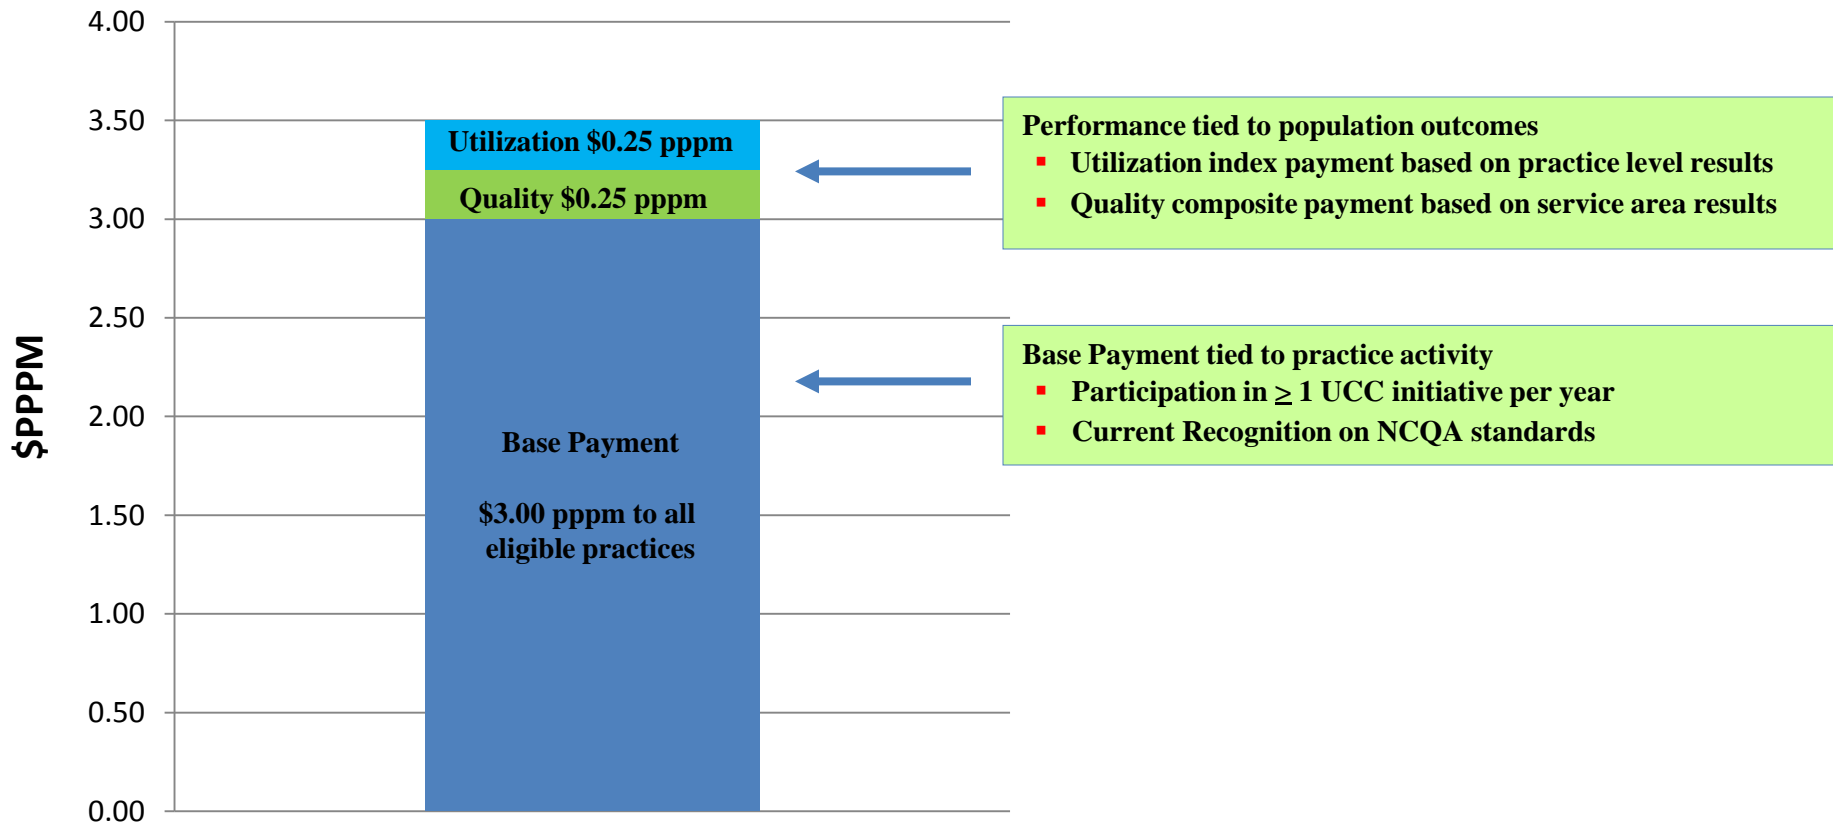 4.00
3.50
3.00
2.50
2.00
1.50
1.00
0.50
0.00
$PPPM
Utilization $0.25 pppm
Quality $0.25 pppm
Base Payment
$3.00 pppm to all
eligible practices
Performance tied to population outcomes
▪ Utilization index payment based on practice level results
▪ Quality composite payment based on service area results
Base Payment tied to practice activity
▪ Participation in ≥ 1 UCC initiative per year
▪ Current Recognition on NCQA standards